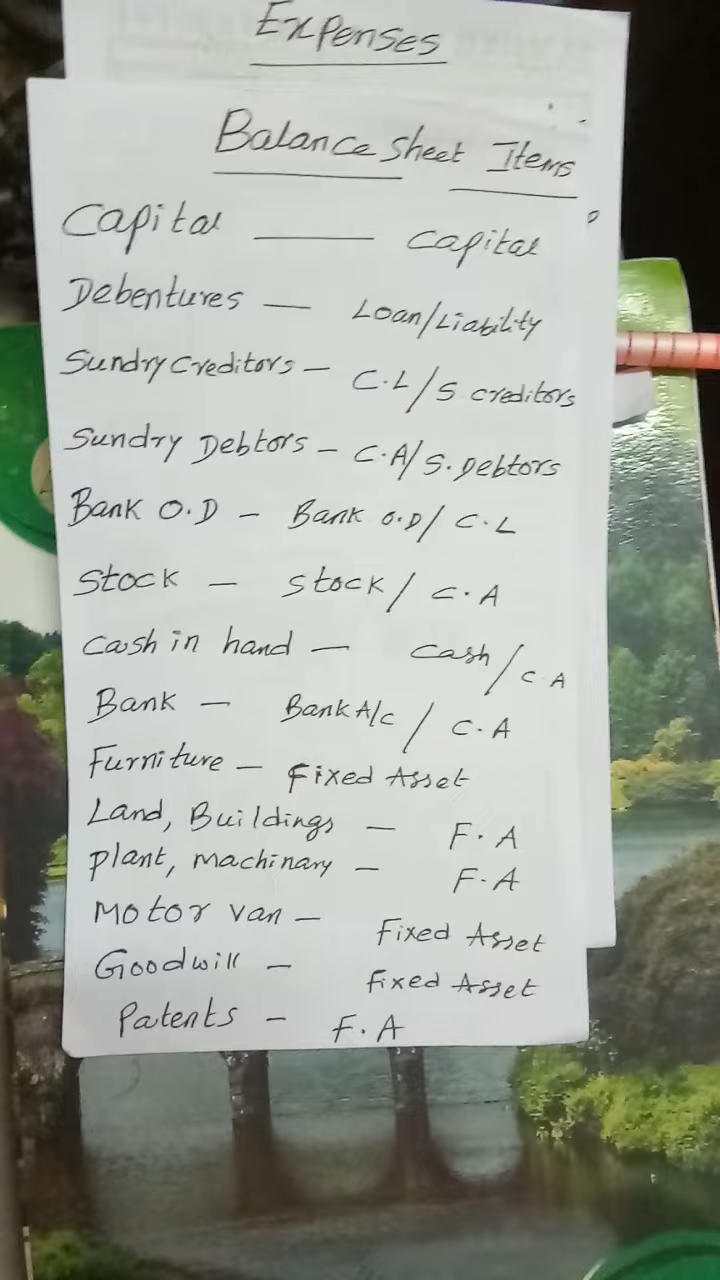 Expenses
Balance Sheet Items
Capital — Capital
Debentures — Loan/Liability
Sundry Creditors — C.L/S creditors
Sundry Debtors — C.A/S. Debtors
Bank O.D — Bank O.D/ C.L
Stock — Stock/ C.A
Cash in hand — Cash/C A
Bank — Bank A/c / C.A
Furniture — Fixed Asset
Land, Buildings — F.A
Plant, Machinary — F.A
Motor van — Fixed Asset
Goodwill — Fixed Asset
Patents — F.A